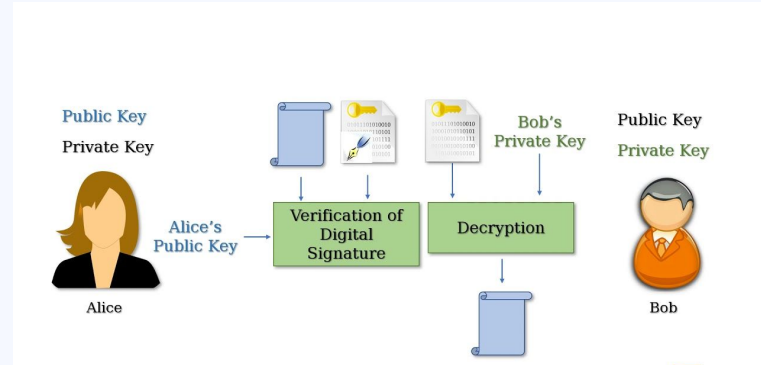 Public Key
Private Key
Alice's
Public Key
Alice
Verification of
Digital
Signature
Bob's
Private Key
Decryption
Public Key
Private Key
Bob